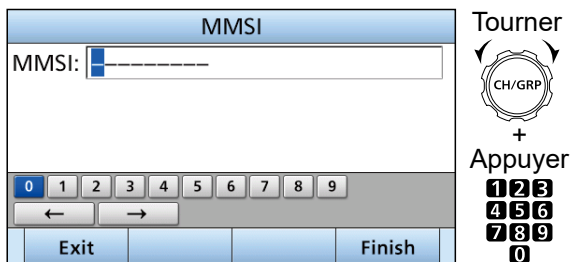 MMSI
MMSI: ---------
0 1 2 3 4 5 6 7 8 9
← →
Exit Finish
Tourner
CH/GRP
+
Appuyer
1 2 3
4 5 6
7 8 9
0